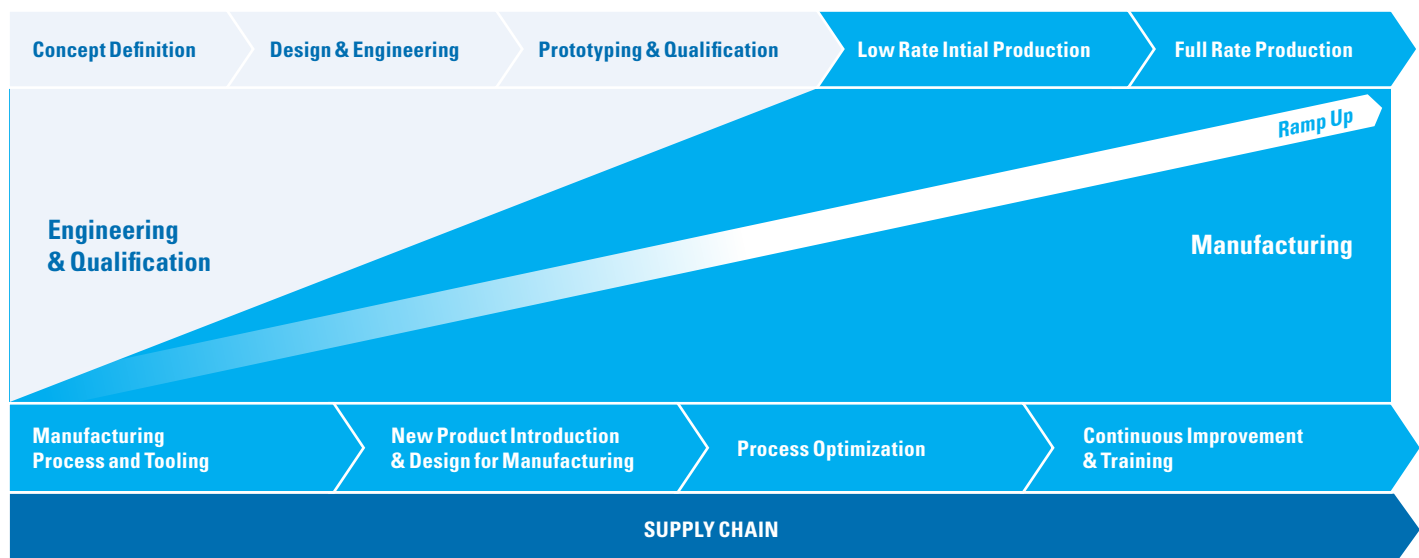 Concept Definition
Design & Engineering
Prototyping & Qualification
Low Rate Intial Production
Full Rate Production
Ramp Up
Engineering
& Qualification
Manufacturing
Manufacturing
Process and Tooling
New Product Introduction
& Design for Manufacturing
Process Optimization
Continuous Improvement
& Training
SUPPLY CHAIN